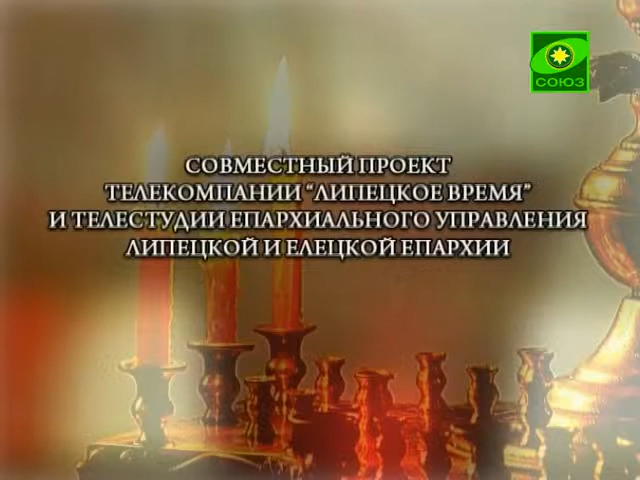 СОЮЗ
СОВМЕСТНЫЙ ПРОЕКТ
ТЕЛЕКОМПАНИИ “ЛИПЕЦКОЕ ВРЕМЯ”
И ТЕЛЕСТУДИИ ЕПАРХИАЛЬНОГО УПРАВЛЕНИЯ
ЛИПЕЦКОЙ И ЕЛЕЦКОЙ ЕПАРХИИ